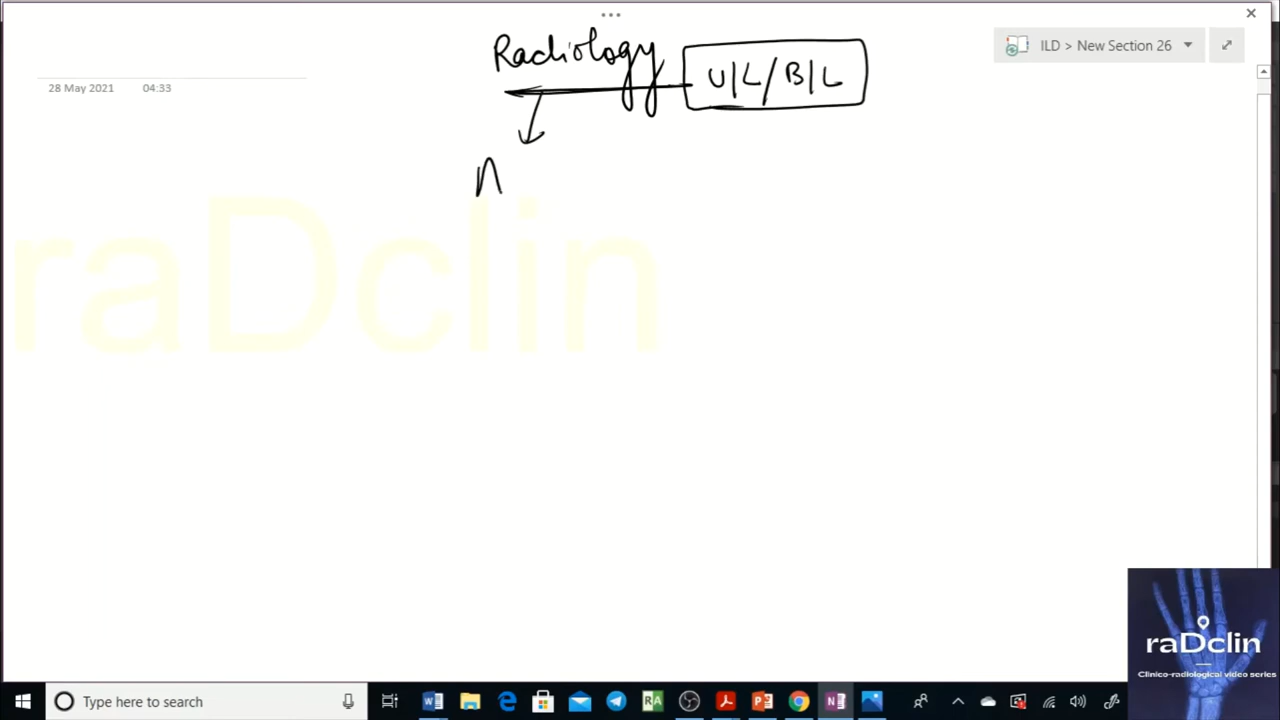 ...
Radiology U/L / B/L
ILD > New Section 26
28 May 2021 04:33
n
raDclin
raDclin
Clinico-radiological video series
Type here to search
RA